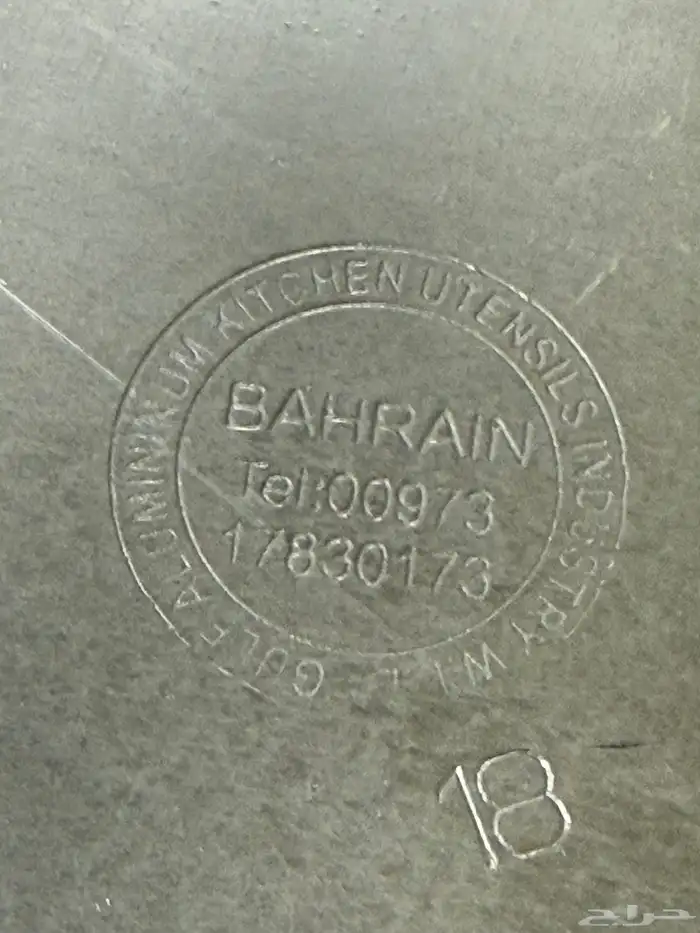 GULF ALUMINIUM KITCHEN UTENSILS INDUSTRY W.L.
BAHRAIN
Tel:00973
17830173
18
حراج